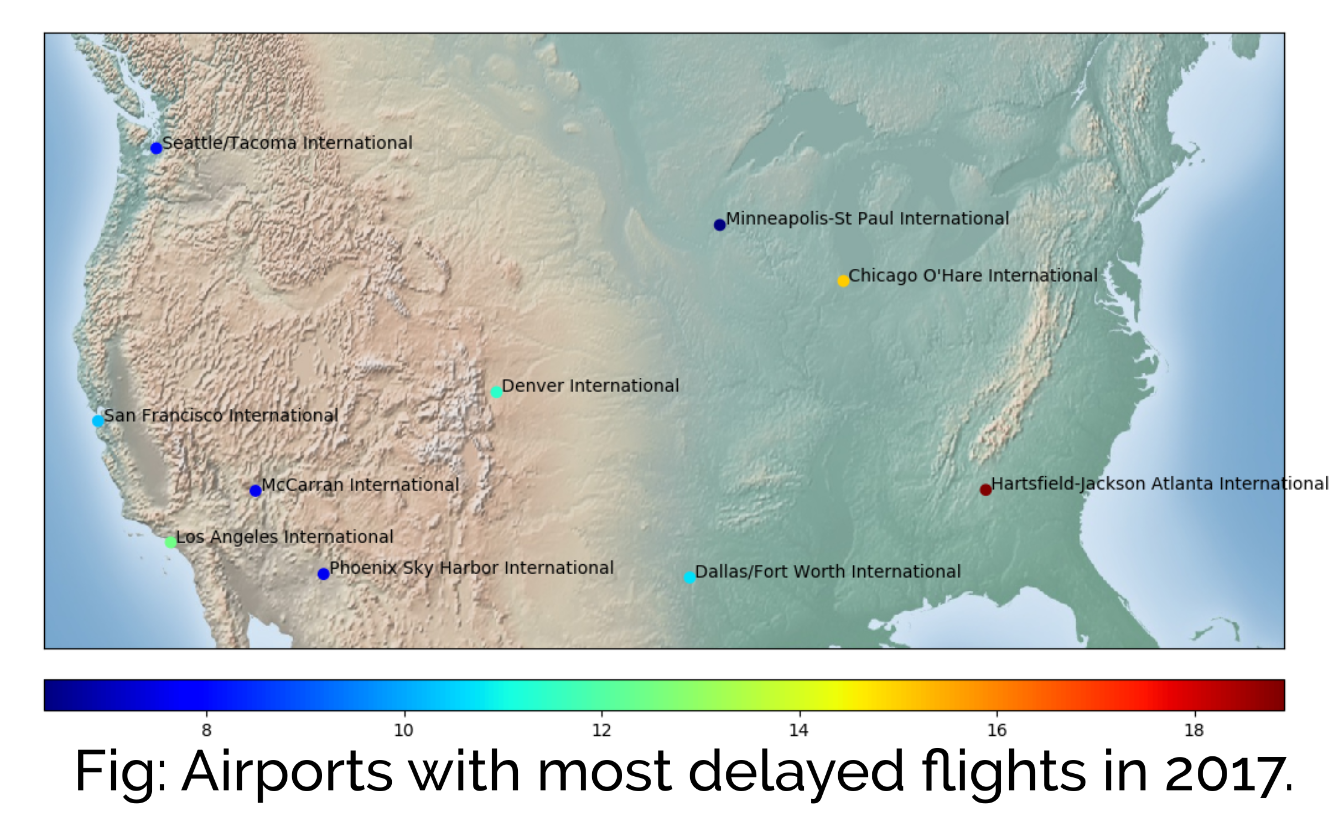 Seattle/Tacoma International
Minneapolis-St Paul International
Chicago O'Hare International
Denver International
San Francisco International
McCarran International
Hartsfield-Jackson Atlanta International
Los Angeles International
Phoenix Sky Harbor International
Dallas/Fort Worth International
8 10 12 14 16 18
Fig: Airports with most delayed flights in 2017.